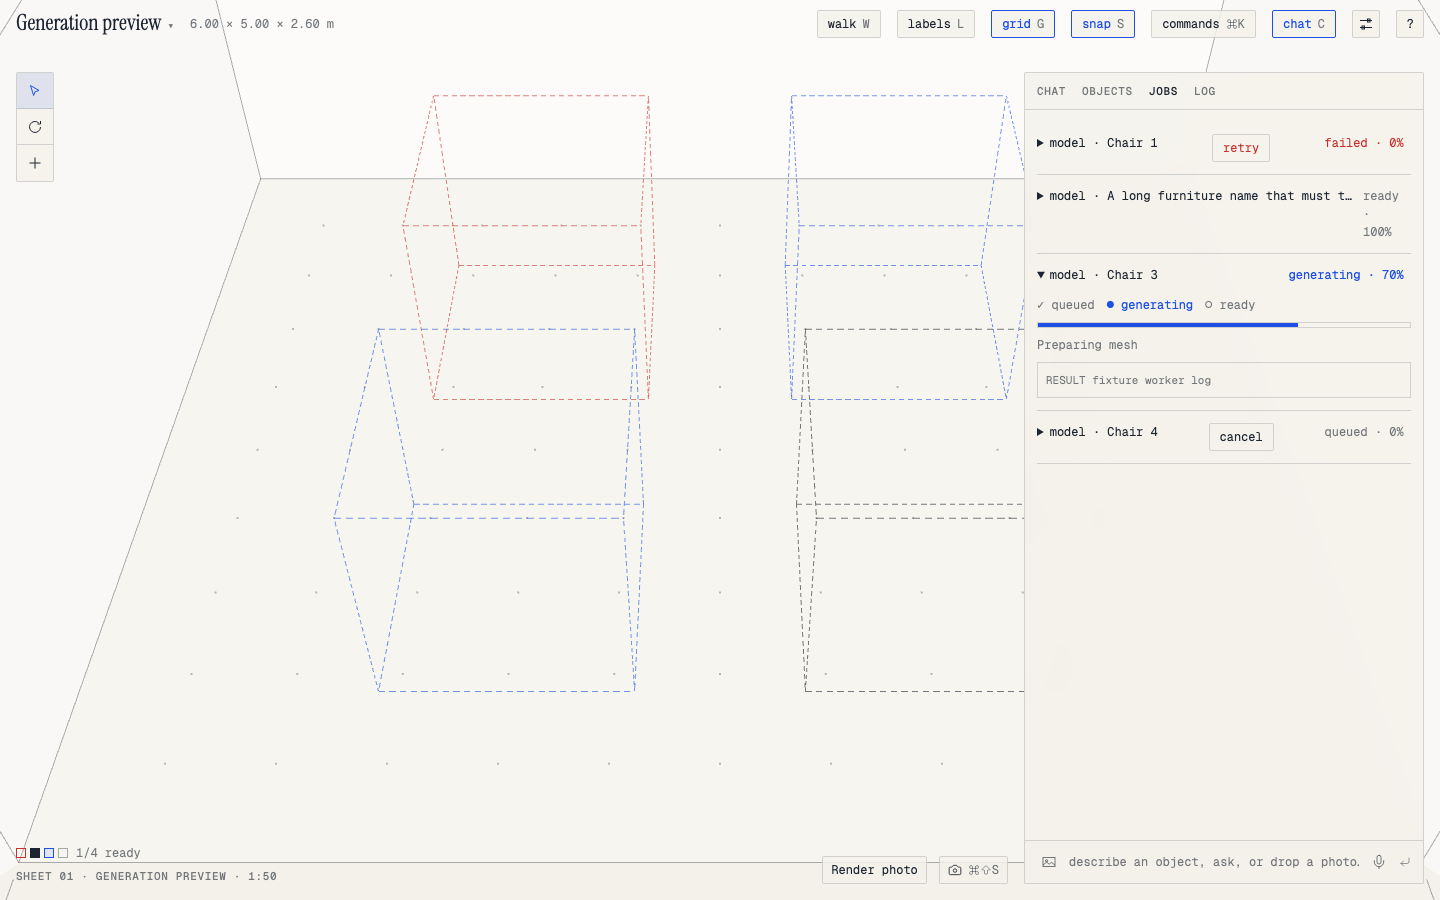 Generation preview ▾ 6.00 × 5.00 × 2.60 m
walk W labels L grid G snap S commands ⌘K chat C ?
CHAT OBJECTS JOBS LOG
▶ model · Chair 1 retry failed · 0%
▶ model · A long furniture name that must t… ready
·
100%
▼ model · Chair 3 generating · 70%
✓ queued ● generating ○ ready
Preparing mesh
RESULT fixture worker log
▶ model · Chair 4 cancel queued · 0%
1/4 ready
SHEET 01 · GENERATION PREVIEW · 1:50
Render photo ⌘⇧S
describe an object, ask, or drop a photo.